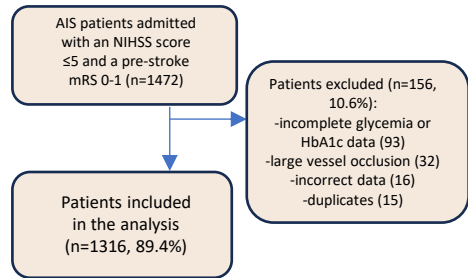 AIS patients admitted
with an NIHSS score
≤5 and a pre-stroke
mRS 0-1 (n=1472)
Patients excluded (n=156,
10.6%):
-incomplete glycemia or
HbA1c data (93)
-large vessel occlusion (32)
-incorrect data (16)
-duplicates (15)
Patients included
in the analysis
(n=1316, 89.4%)